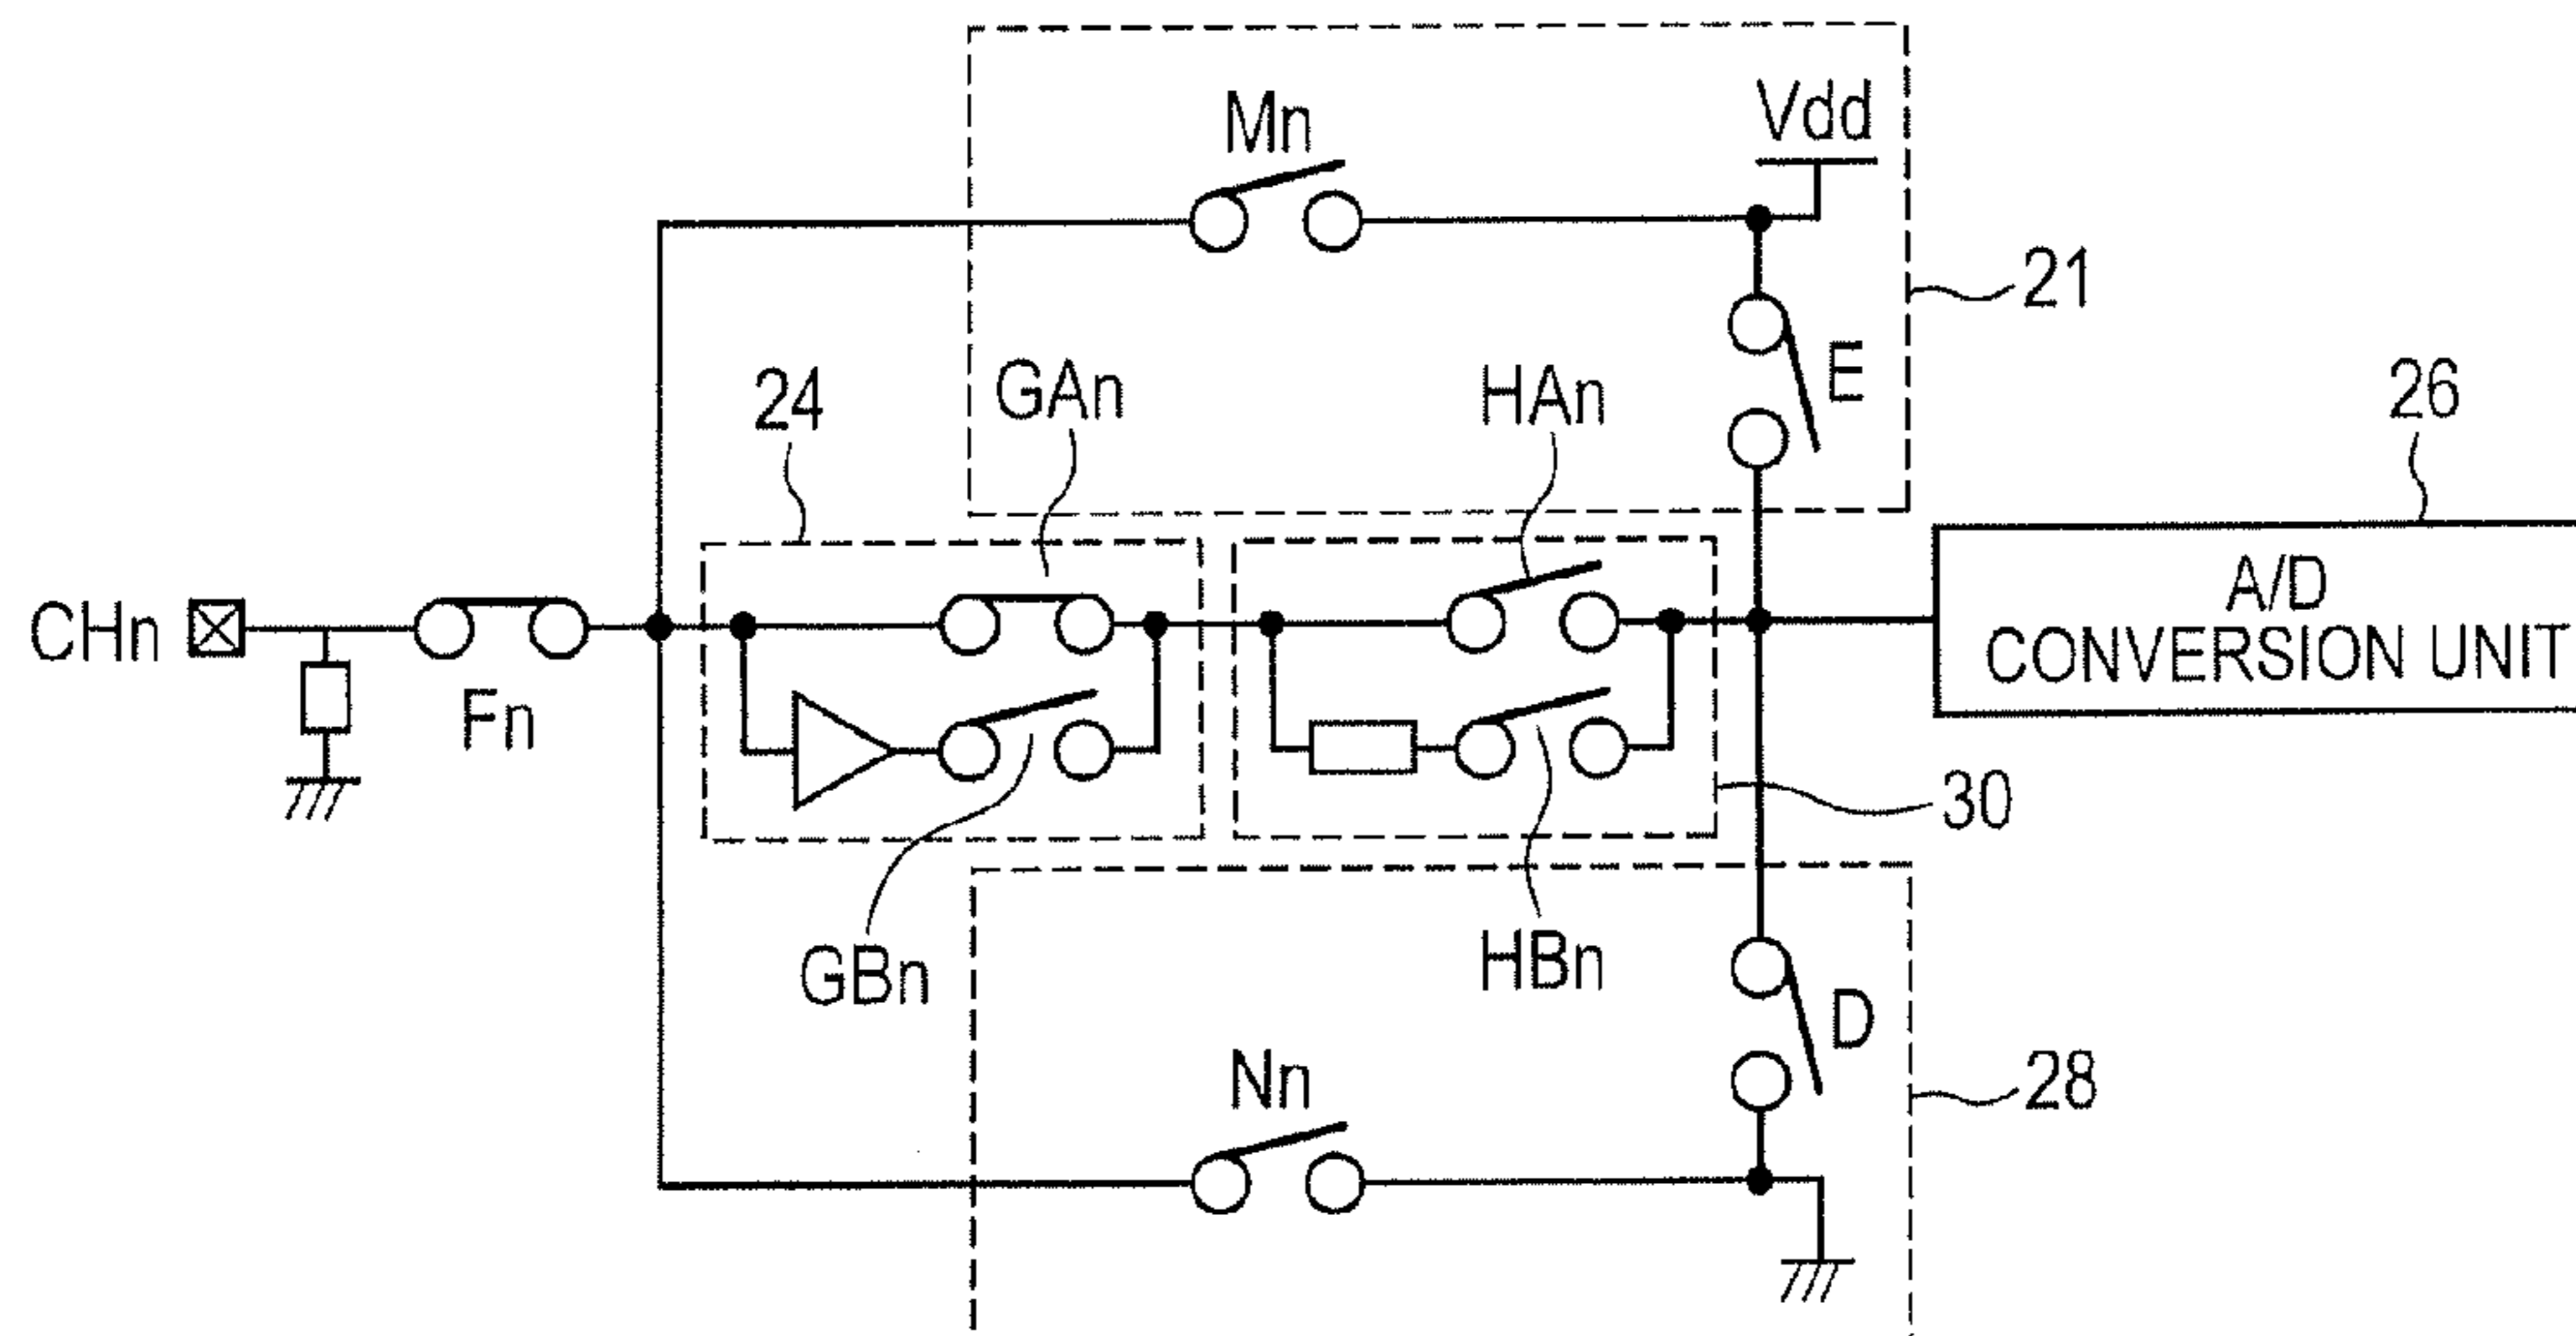 Mn
Vdd
21
E
24
GAn
HAn
26
CHn
Fn
A/D
CONVERSION UNIT
30
GBn
HBn
D
Nn
28